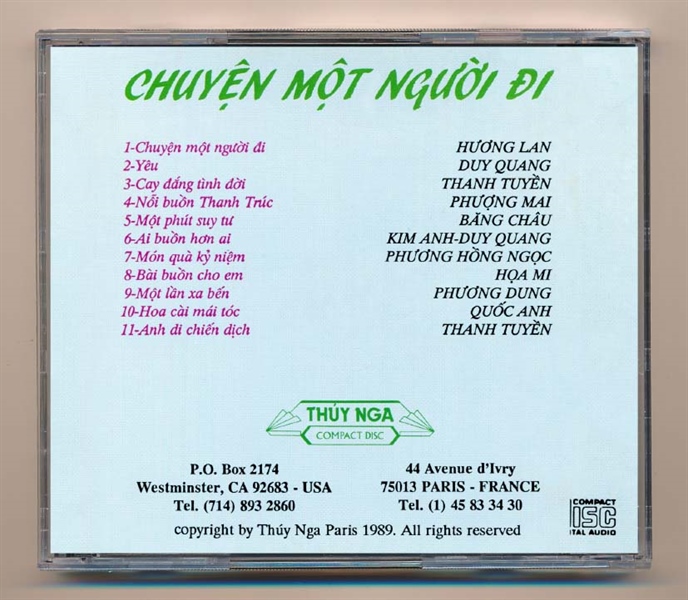 CHUYỆN MỘT NGƯỜI ĐI
1-Chuyện một người đi HƯƠNG LAN
2-Yêu DUY QUANG
3-Cay đắng tình đời THANH TUYỀN
4-Nỗi buồn Thanh Trúc PHƯỢNG MAI
5-Một phút suy tư BĂNG CHÂU
6-Ai buồn hơn ai KIM ANH-DUY QUANG
7-Món quà kỷ niệm PHƯƠNG HỒNG NGỌC
8-Bài buồn cho em HỌA MI
9-Một lần xa bến PHƯƠNG DUNG
10-Hoa cài mái tóc QUỐC ANH
11-Anh đi chiến dịch THANH TUYỀN
THÚY NGA
COMPACT DISC
P.O. Box 2174 44 Avenue d'Ivry
Westminster, CA 92683 - USA 75013 PARIS - FRANCE
Tel. (714) 893 2860 Tel. (1) 45 83 34 30
COMPACT
ISC
ITAL AUDIO
copyright by Thúy Nga Paris 1989. All rights reserved